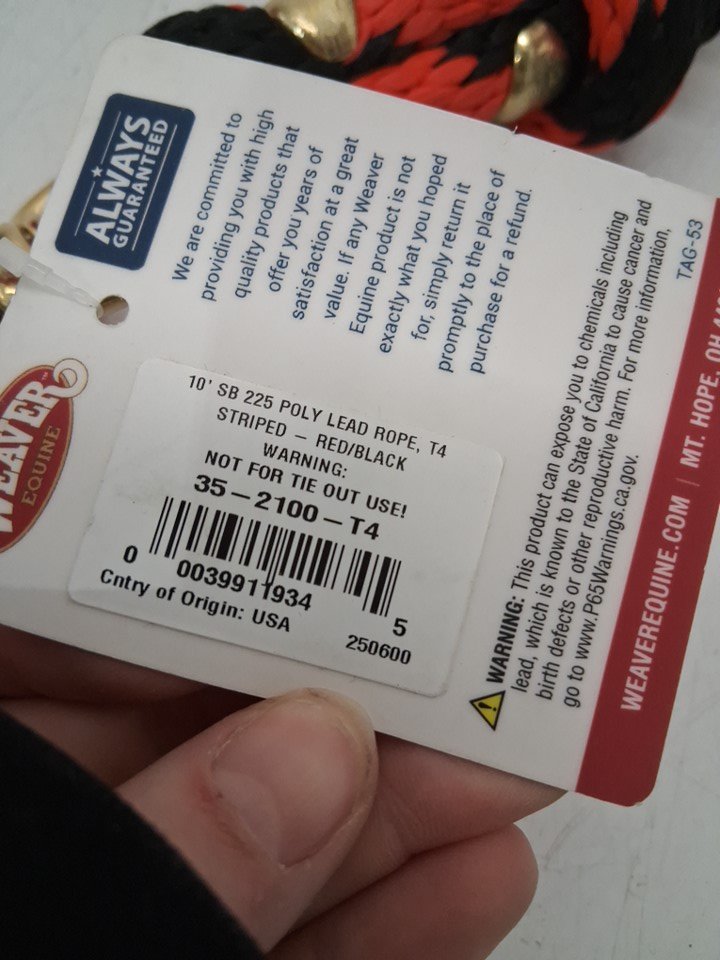 ALWAYS
GUARANTEED
We are committed to
providing you with high
quality products that
offer you years of
satisfaction at a great
value. If any Weaver
Equine product is not
exactly what you hoped
for, simply return it
promptly to the place of
purchase for a refund.
WEAVER™
EQUINE
10' SB 225 POLY LEAD ROPE, T4
STRIPED – RED/BLACK
WARNING:
NOT FOR TIE OUT USE!
35–2100–T4
0 0039911934 5
Cntry of Origin: USA
250600
WARNING: This product can expose you to chemicals including
lead, which is known to the State of California to cause cancer and
birth defects or other reproductive harm. For more information,
go to www.P65Warnings.ca.gov.
TAG-53
WEAVEREQUINE.COM | MT. HOPE, OH